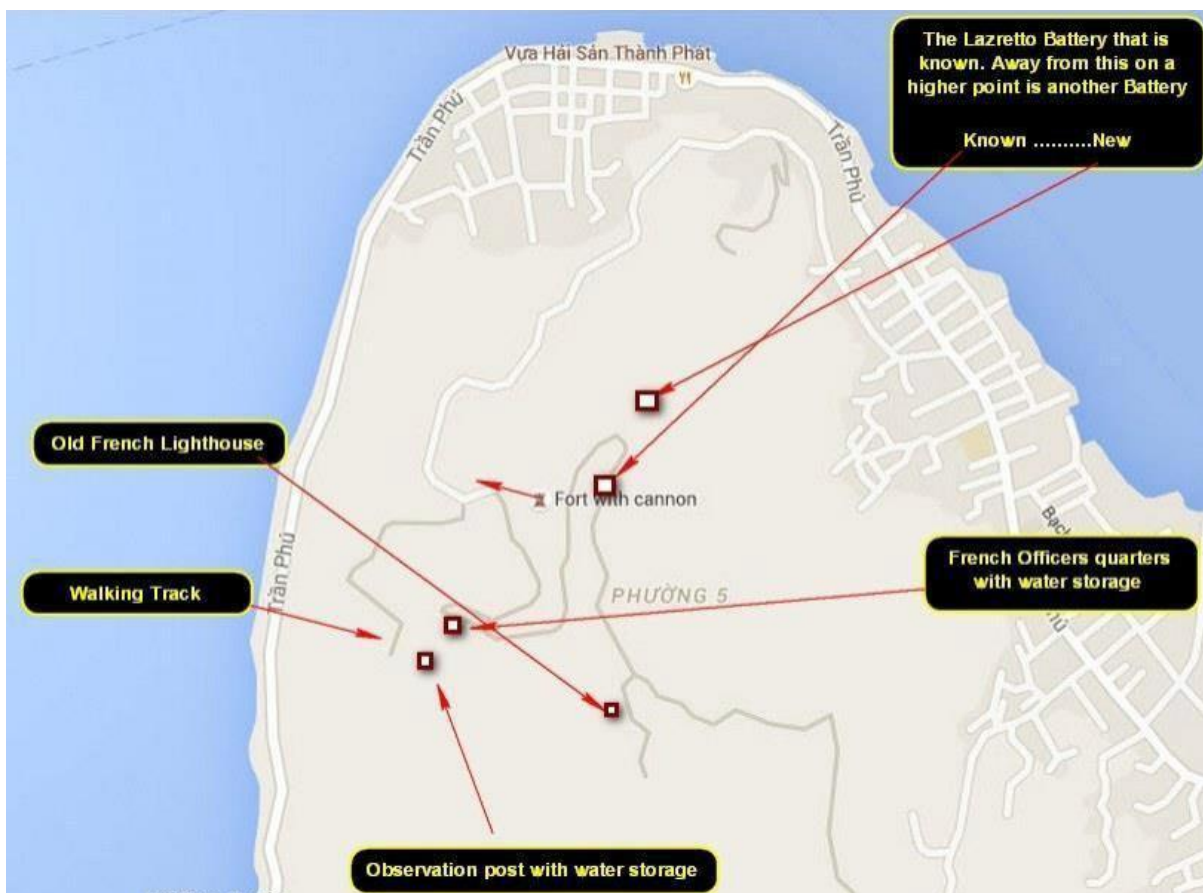 The Lazretto Battery that is
known. Away from this on a
higher point is another Battery
Known ..........New
Vựa Hải Sản Thành Phát
Trần Phú
Trần Phú
Old French Lighthouse
Fort with cannon
French Officers quarters
with water storage
Trần Phú
Walking Track
PHƯỜNG 5
Observation post with water storage